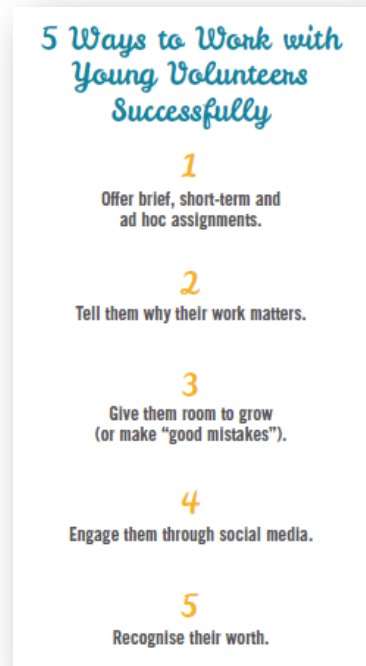 5 Ways to Work with
Young Volunteers
Successfully
1
Offer brief, short-term and
ad hoc assignments.
2
Tell them why their work matters.
3
Give them room to grow
(or make “good mistakes”).
4
Engage them through social media.
5
Recognise their worth.